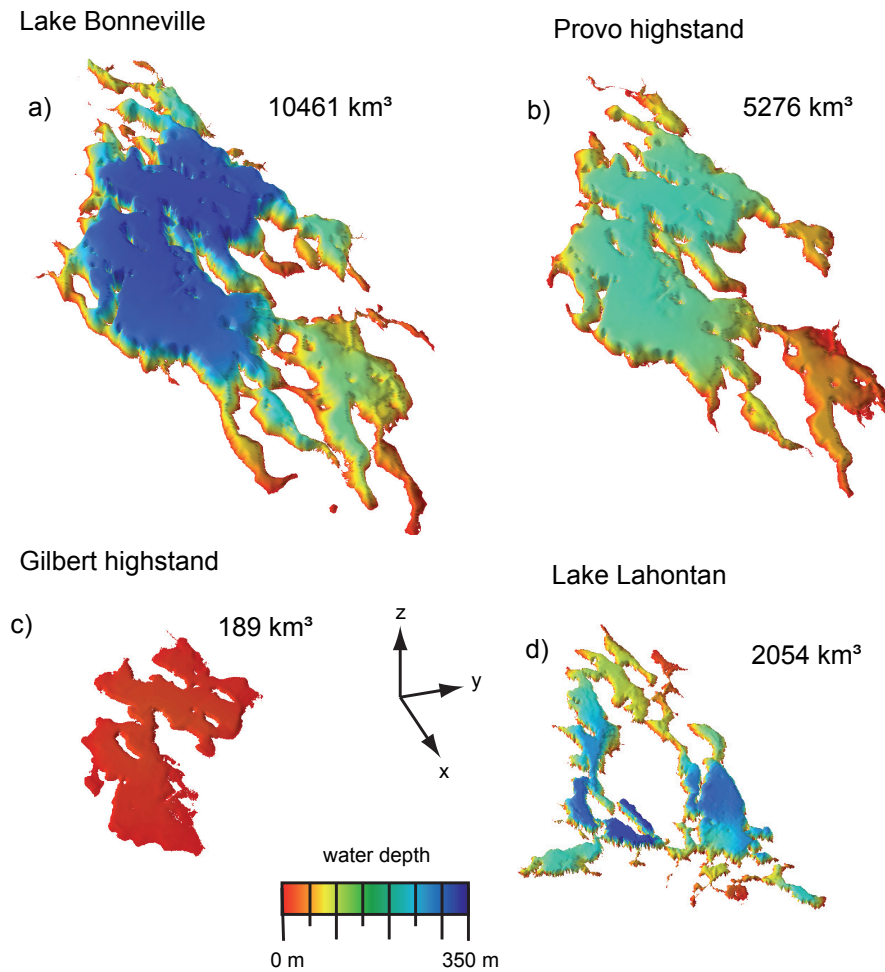 Lake Bonneville
a)
10461 km³
Provo highstand
b)
5276 km³
Gilbert highstand
c)
189 km³
z
y
x
Lake Lahontan
d)
2054 km³
water depth
0 m
350 m